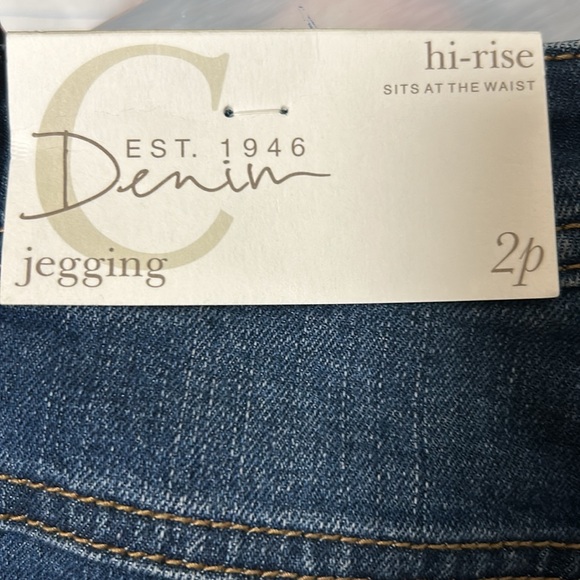 hi-rise
SITS AT THE WAIST
C
EST. 1946
Denim
jegging
2p